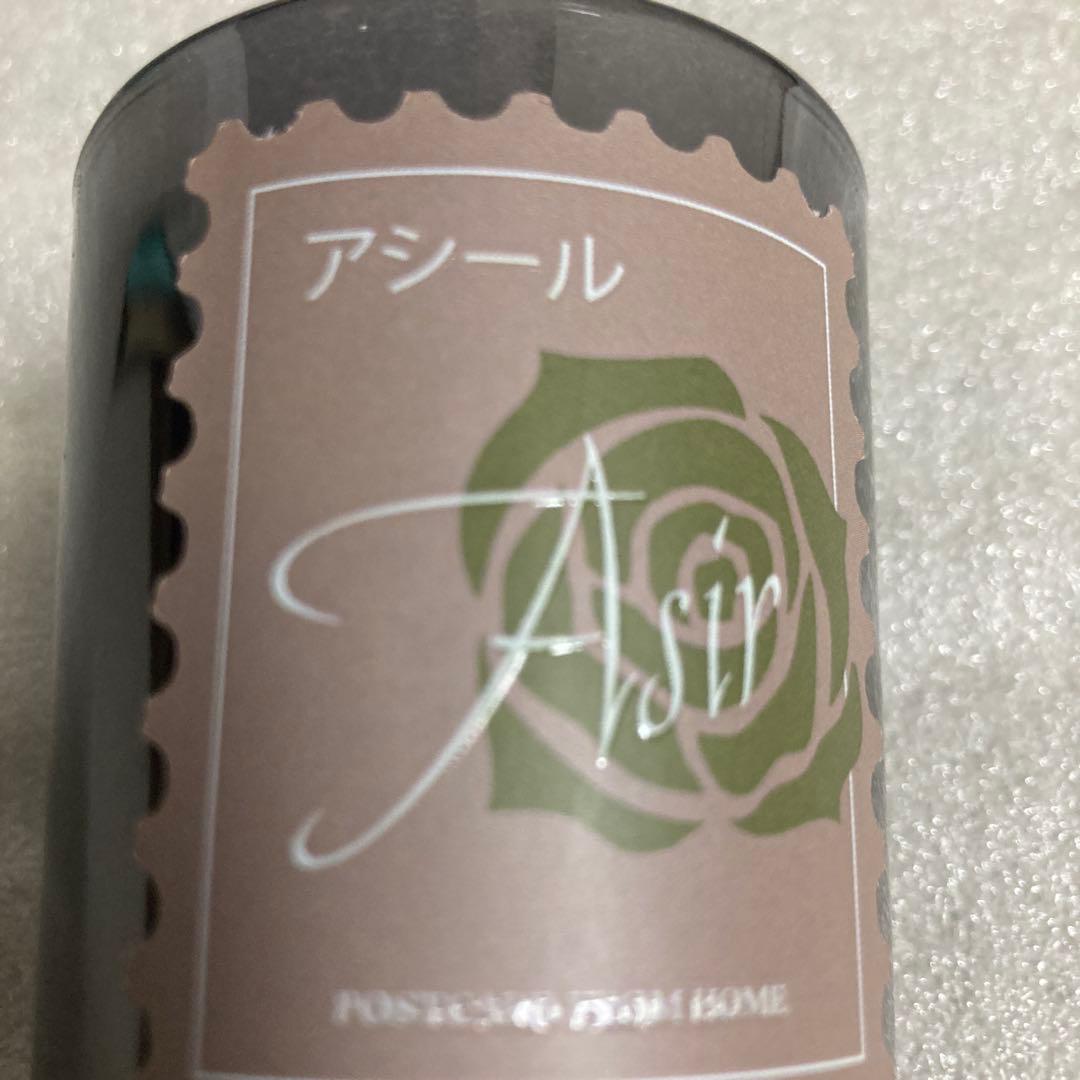 アシール
Asir
POSTCARD FROM HOME